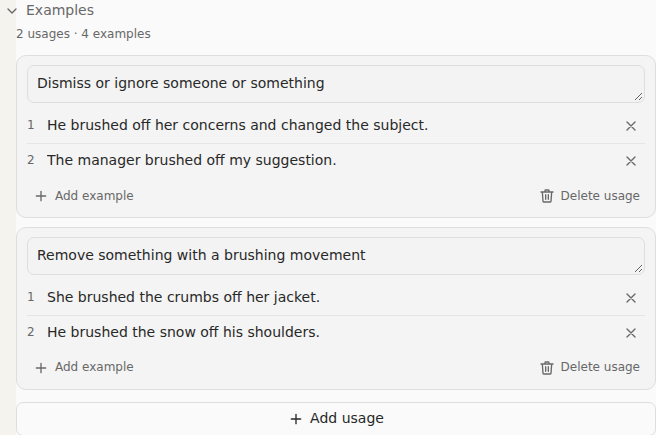 Examples
2 usages · 4 examples
Dismiss or ignore someone or something
1 He brushed off her concerns and changed the subject.
2 The manager brushed off my suggestion.
Add example Delete usage
Remove something with a brushing movement
1 She brushed the crumbs off her jacket.
2 He brushed the snow off his shoulders.
Add example Delete usage
Add usage